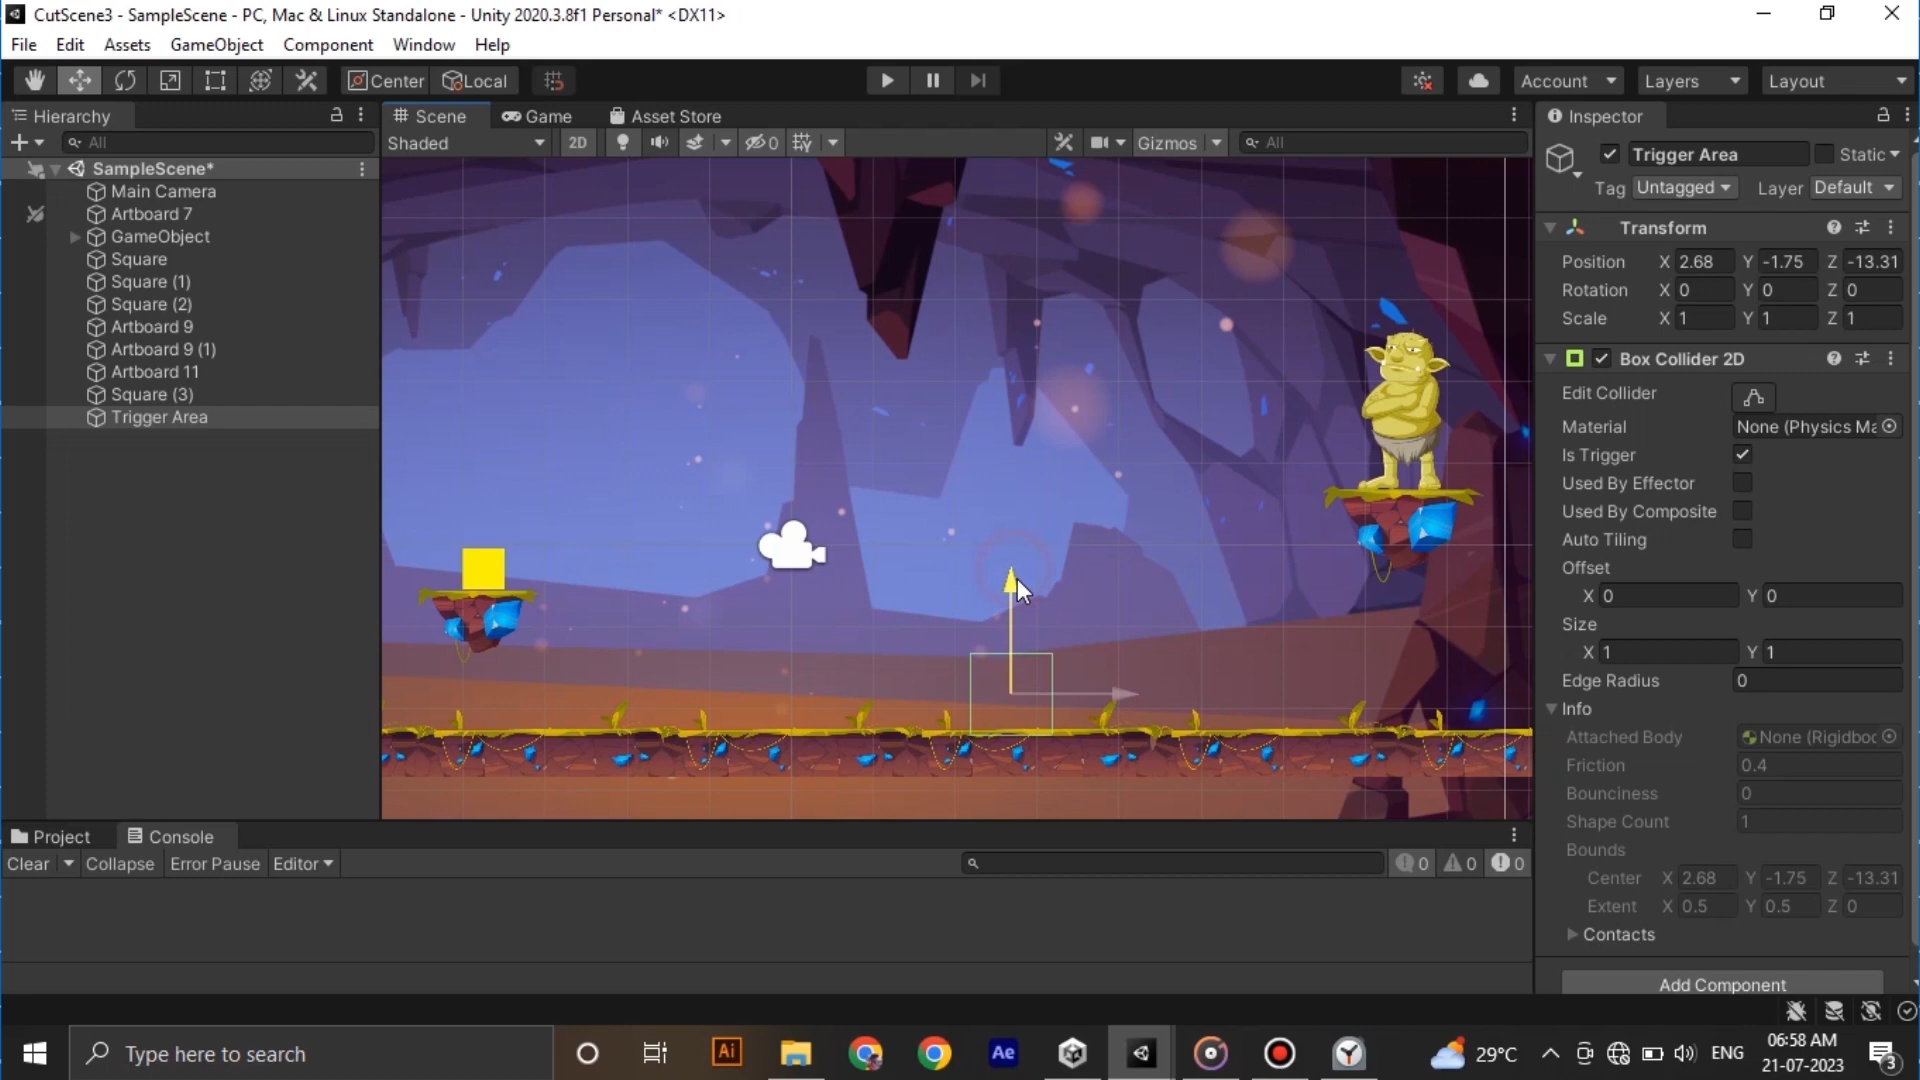 CutScene3 - SampleScene - PC, Mac & Linux Standalone - Unity 2020.3.8f1 Personal* <DX11>
File Edit Assets GameObject Component Window Help
Center Local Account Layers Layout
Hierarchy
All
SampleScene*
Main Camera
Artboard 7
GameObject
Square
Square (1)
Square (2)
Artboard 9
Artboard 9 (1)
Artboard 11
Square (3)
Trigger Area
Scene Game Asset Store
Shaded 2D 0 Gizmos All
Inspector
Trigger Area Static
Tag Untagged Layer Default
Transform
Position X 2.68 Y -1.75 Z -13.31
Rotation X 0 Y 0 Z 0
Scale X 1 Y 1 Z 1
Box Collider 2D
Edit Collider
Material None (Physics Ma
Is Trigger
Used By Effector
Used By Composite
Auto Tiling
Offset
X 0 Y 0
Size
X 1 Y 1
Edge Radius 0
Info
Attached Body None (Rigidboc
Friction 0.4
Bounciness 0
Shape Count 1
Bounds
Center X 2.68 Y -1.75 Z -13.31
Extent X 0.5 Y 0.5 Z 0
Contacts
Add Component
Project Console
Clear Collapse Error Pause Editor 0 0 0
Type here to search
Ai
Ae
29°C
ENG
06:58 AM
21-07-2023
3